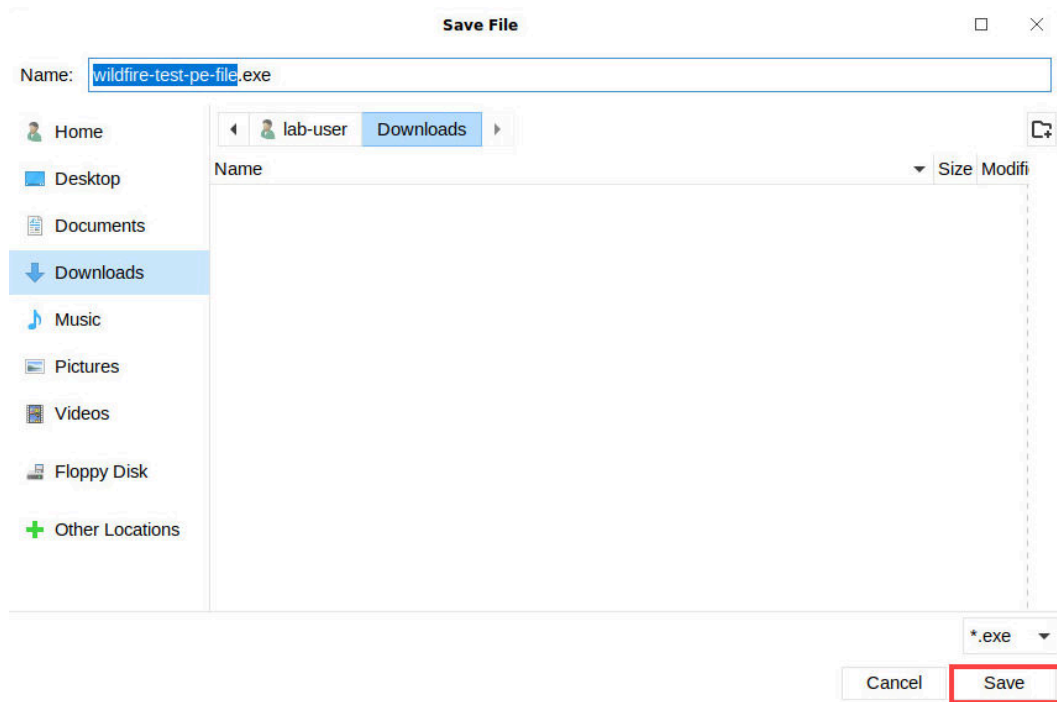 Save File
Name: wildfire-test-pe-file.exe
Home
lab-user Downloads
Name Size Modifi
Desktop
Documents
Downloads
Music
Pictures
Videos
Floppy Disk
Other Locations
*.exe
Cancel Save